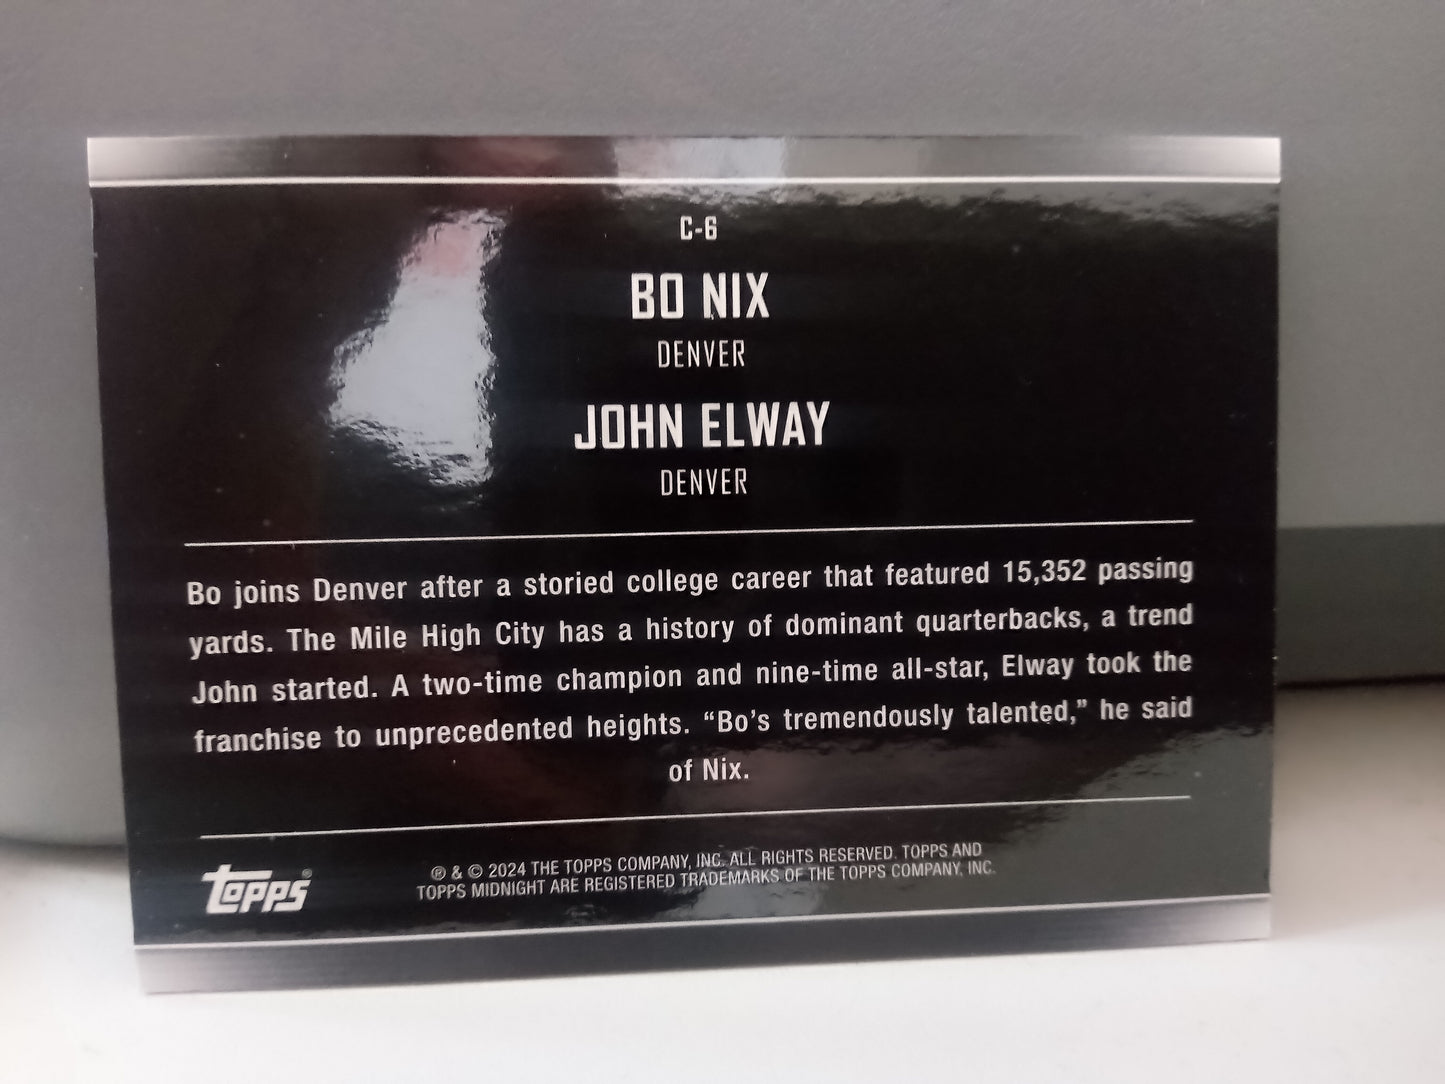 C-6
BO NIX
DENVER
JOHN ELWAY
DENVER
Bo joins Denver after a storied college career that featured 15,352 passing
yards. The Mile High City has a history of dominant quarterbacks, a trend
John started. A two-time champion and nine-time all-star, Elway took the
franchise to unprecedented heights. “Bo’s tremendously talented,” he said
of Nix.
topps®
® & © 2024 THE TOPPS COMPANY, INC. ALL RIGHTS RESERVED. TOPPS AND
TOPPS MIDNIGHT ARE REGISTERED TRADEMARKS OF THE TOPPS COMPANY, INC.